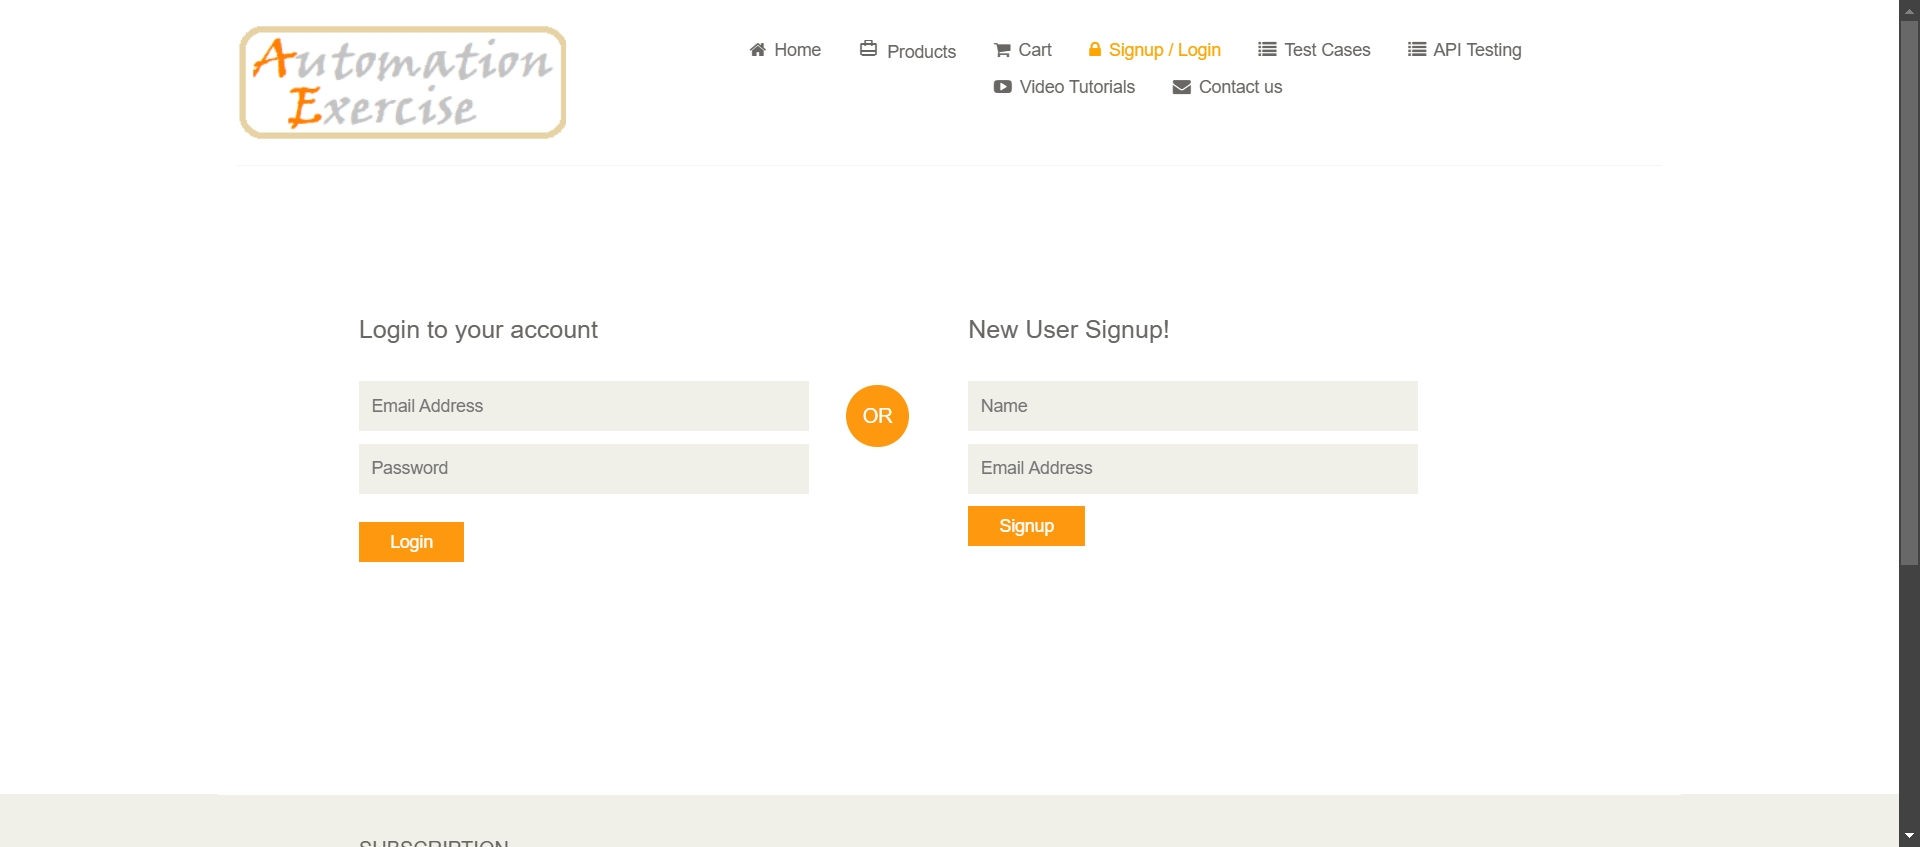 Automation
Exercise
Home Products Cart Signup / Login Test Cases API Testing
Video Tutorials Contact us
Login to your account
Email Address
Password
Login
OR
New User Signup!
Name
Email Address
Signup
SUBSCRIPTION